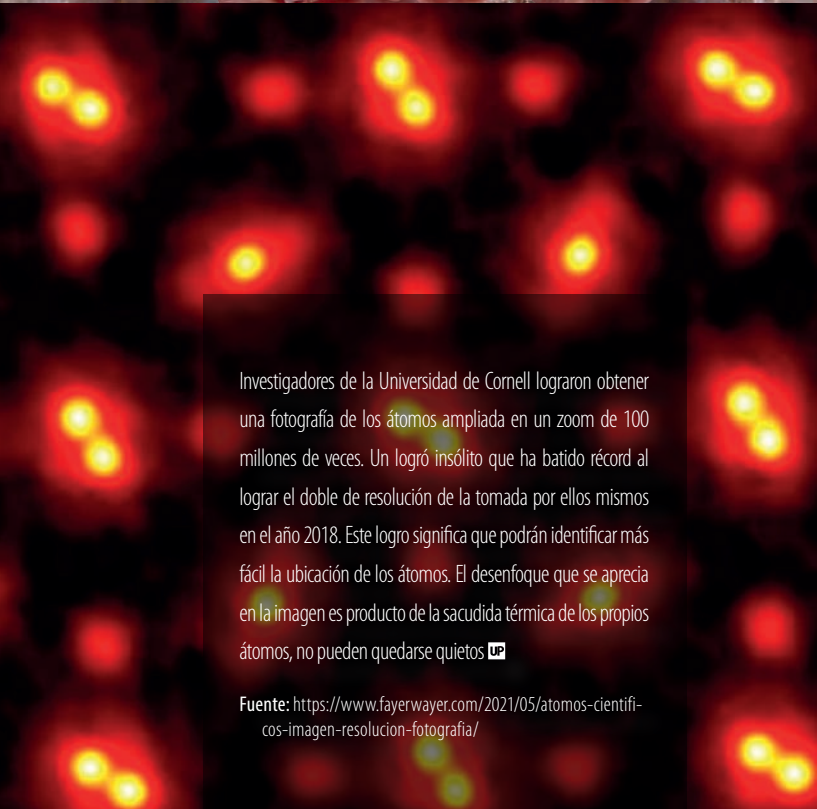 Investigadores de la Universidad de Cornell lograron obtener
una fotografía de los átomos ampliada en un zoom de 100
millones de veces. Un logró insólito que ha batido récord al
lograr el doble de resolución de la tomada por ellos mismos
en el año 2018. Este logro significa que podrán identificar más
fácil la ubicación de los átomos. El desenfoque que se aprecia
en la imagen es producto de la sacudida térmica de los propios
átomos, no pueden quedarse quietos UP
Fuente: https://www.fayerwayer.com/2021/05/atomos-cientifi-
cos-imagen-resolucion-fotografia/